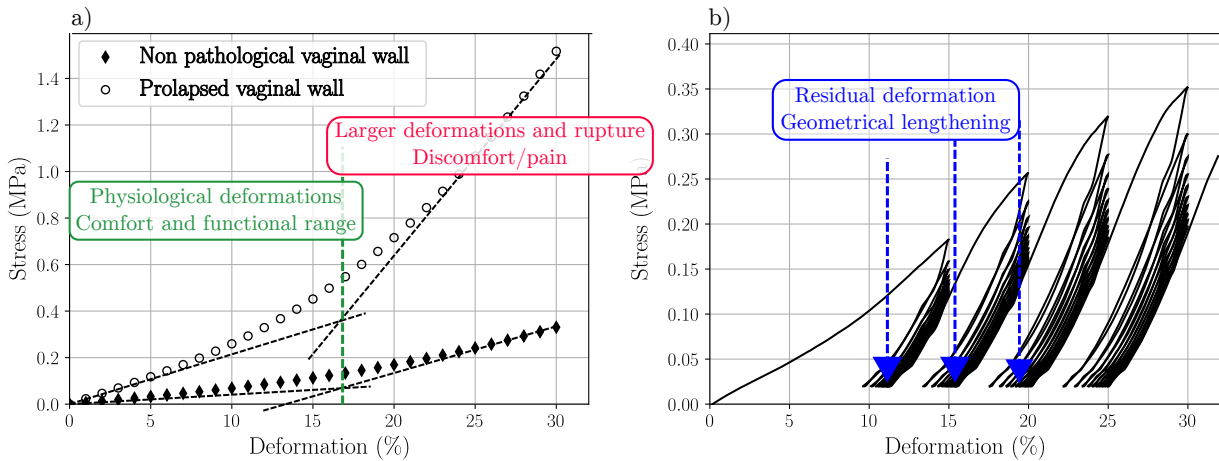 a)
Non pathological vaginal wall
Prolapsed vaginal wall
Larger deformations and rupture
Discomfort/pain
Physiological deformations
Comfort and functional range
Stress (MPa)
1.4
1.2
1.0
0.8
0.6
0.4
0.2
0.0
0 5 10 15 20 25 30
Deformation (%)
b)
Residual deformation
Geometrical lengthening
Stress (MPa)
0.40
0.35
0.30
0.25
0.20
0.15
0.10
0.05
0.00
0 5 10 15 20 25 30
Deformation (%)